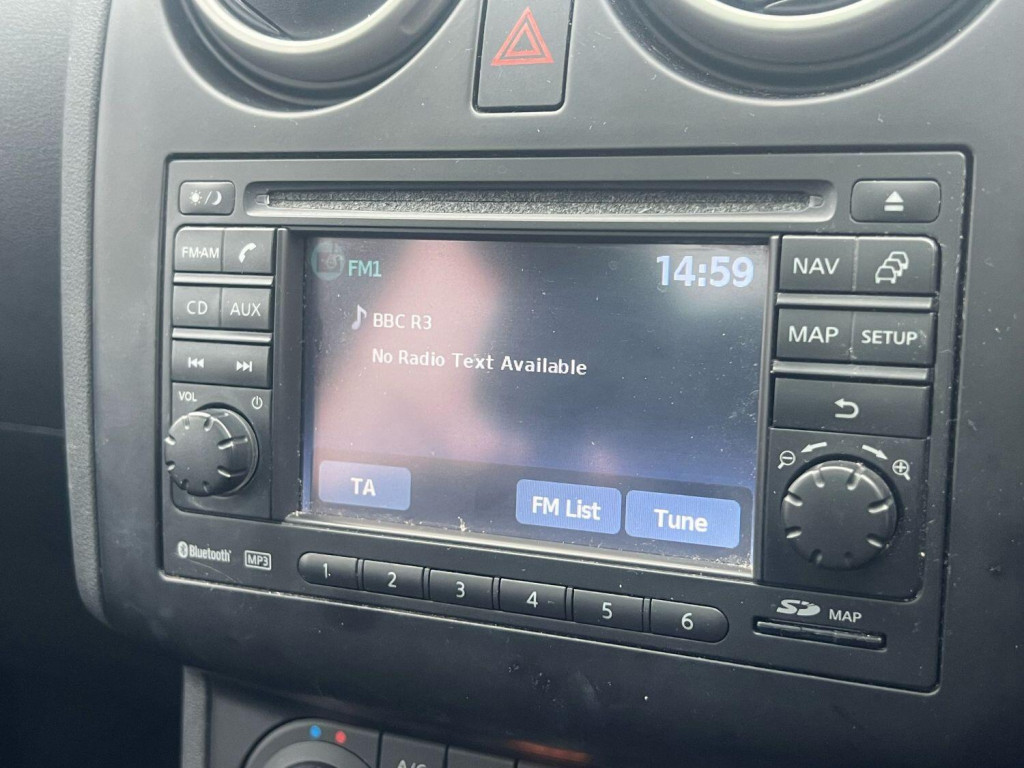 FM·AM
CD AUX
VOL
FM1 14:59
BBC R3
No Radio Text Available
TA FM List Tune
NAV
MAP SETUP
Bluetooth MP3
1 2 3 4 5 6
SD MAP
A/C